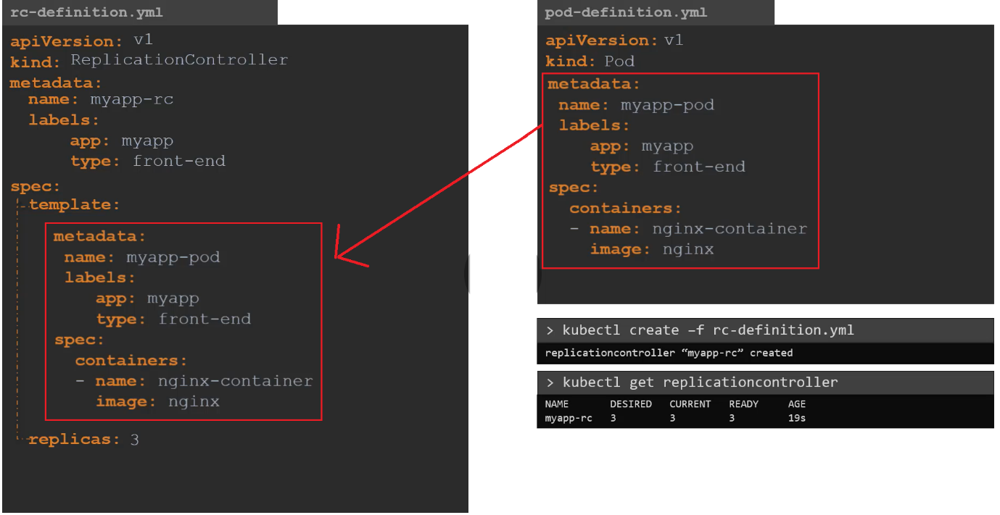 rc-definition.yml
apiVersion: v1
kind: ReplicationController
metadata:
name: myapp-rc
labels:
app: myapp
type: front-end
spec:
template:
metadata:
name: myapp-pod
labels:
app: myapp
type: front-end
spec:
containers:
- name: nginx-container
image: nginx
replicas: 3
pod-definition.yml
apiVersion: v1
kind: Pod
metadata:
name: myapp-pod
labels:
app: myapp
type: front-end
spec:
containers:
- name: nginx-container
image: nginx
> kubectl create –f rc-definition.yml
replicationcontroller “myapp-rc” created
> kubectl get replicationcontroller
NAME DESIRED CURRENT READY AGE
myapp-rc 3 3 3 19s